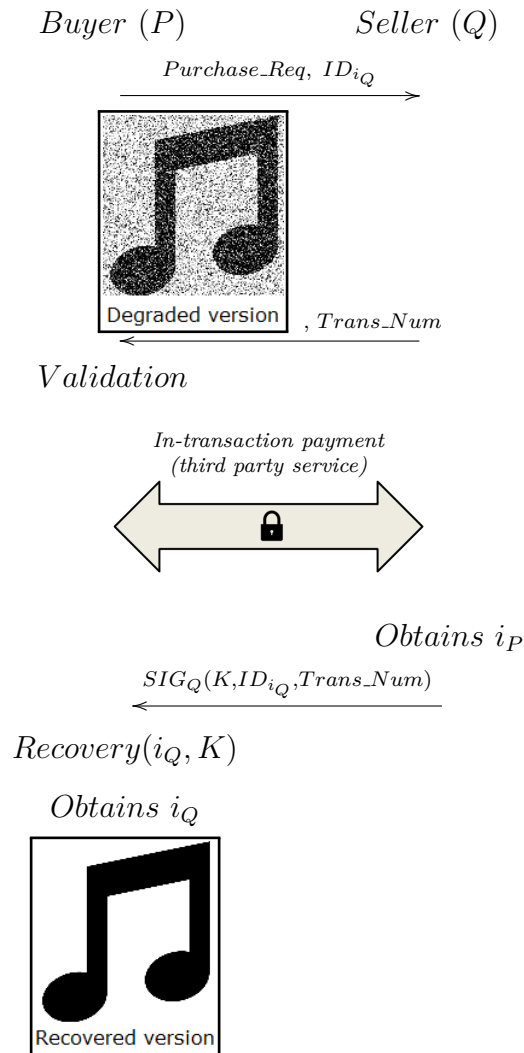 Buyer (P) Seller (Q)
Purchase_Req, ID_{i_Q}
Degraded version
, Trans_Num
Validation
In-transaction payment
(third party service)
Obtains i_P
SIG_Q(K,ID_{i_Q},Trans_Num)
Recovery(i_Q, K)
Obtains i_Q
Recovered version